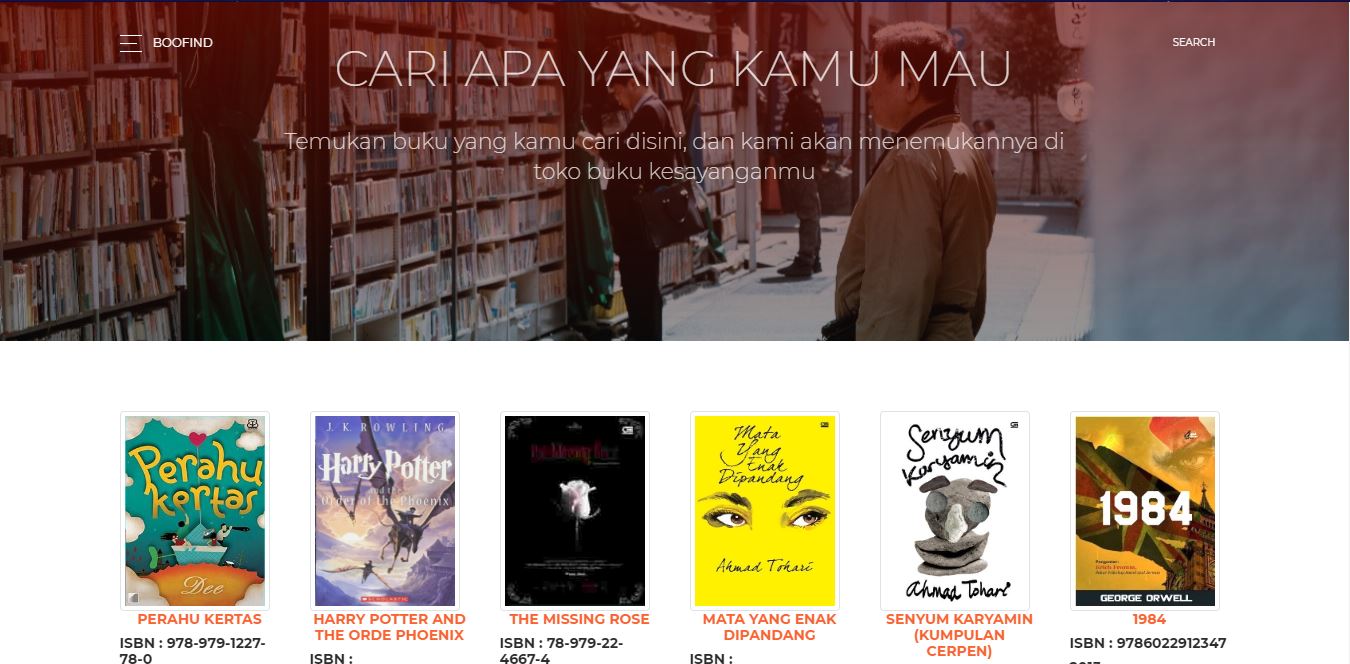 BOOFIND
SEARCH
CARI APA YANG KAMU MAU
Temukan buku yang kamu cari disini, dan kami akan menemukannya di
toko buku kesayanganmu
Perahu
kertas
Dee
PERAHU KERTAS
ISBN : 978-979-1227-
78-0
J. K. ROWLING
Harry Potter
and the
Order of the Phoenix
SCHOLASTIC
HARRY POTTER AND
THE ORDE PHOENIX
ISBN :
THE MISSING ROSE
ISBN : 78-979-22-
4667-4
Mata
Yang
Enak
Dipandang
Ahmad Tohari
MATA YANG ENAK
DIPANDANG
ISBN :
Senyum
Karyamin
Ahmad Tohari
SENYUM KARYAMIN
(KUMPULAN
CERPEN)
1984
GEORGE ORWELL
1984
ISBN : 9786022912347